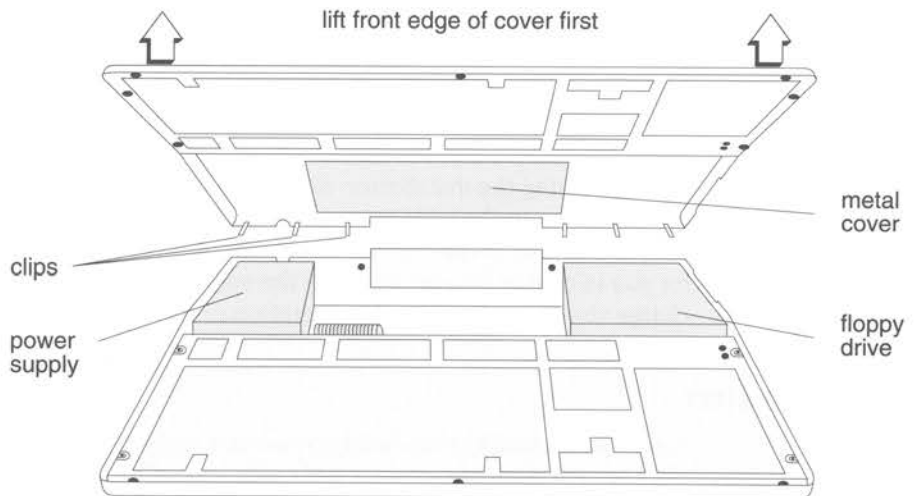 lift front edge of cover first
metal
cover
clips
power
supply
floppy
drive